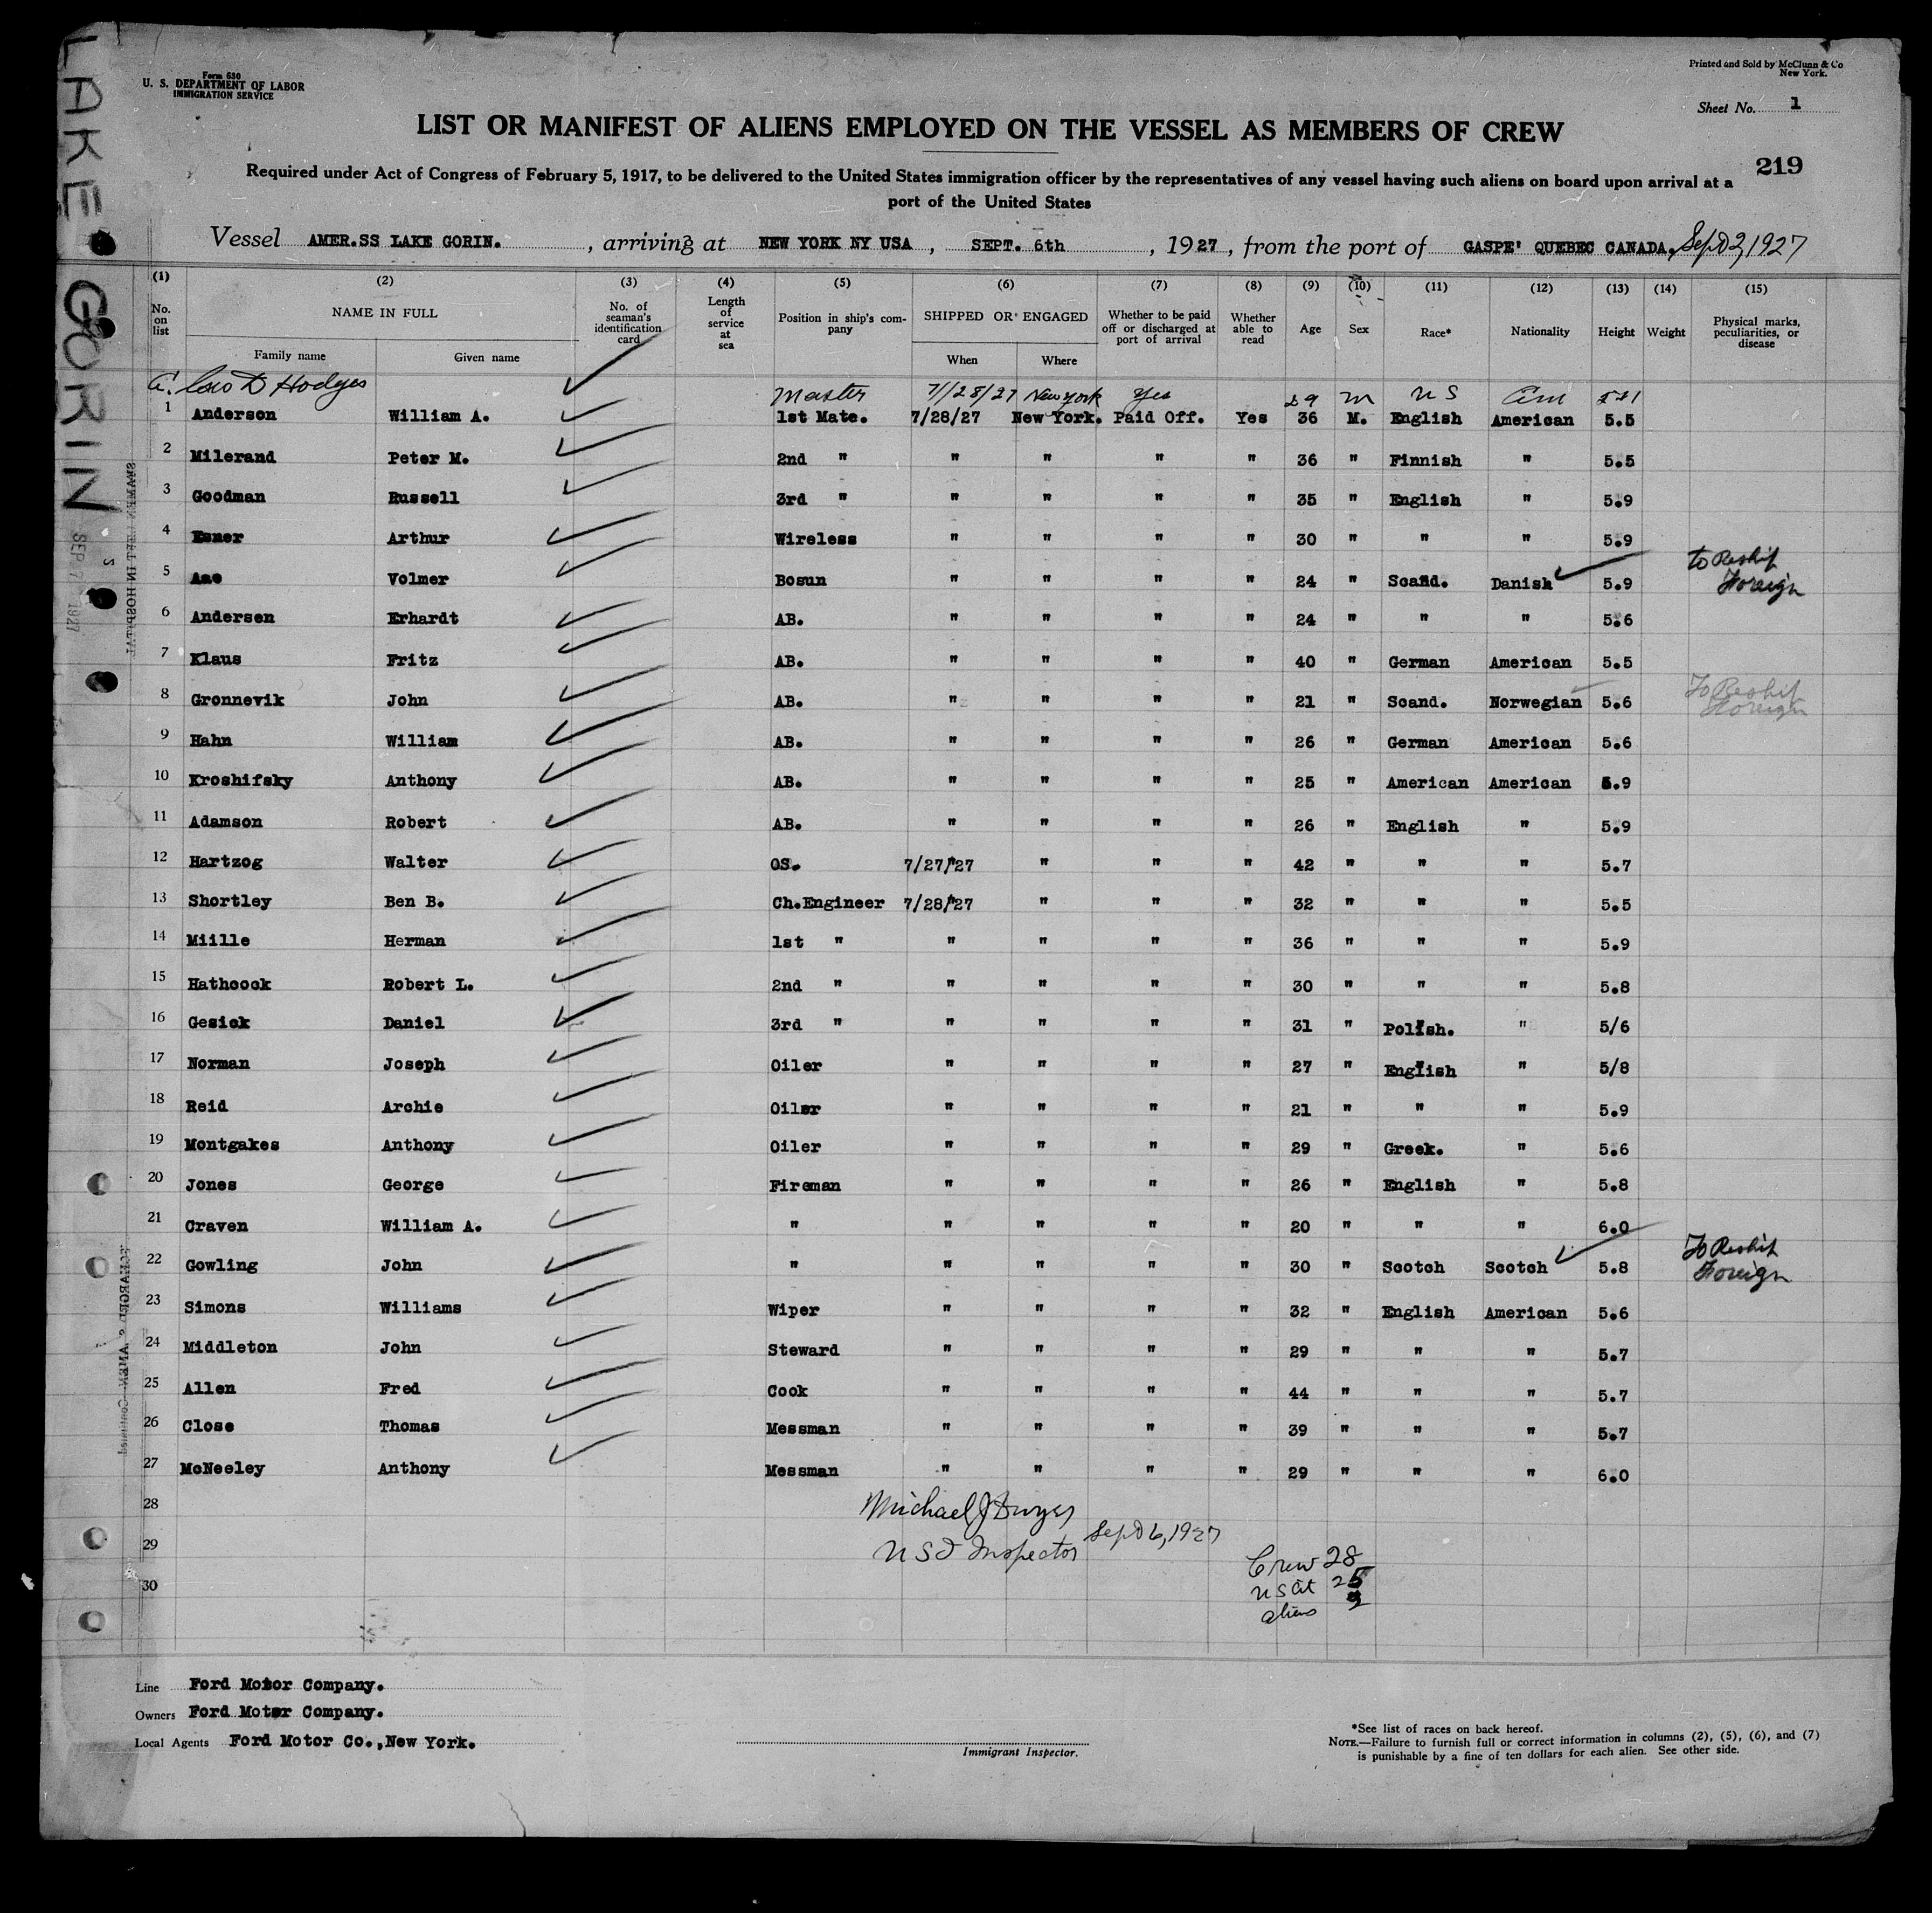 LAKE GORIN
Form 630
U. S. DEPARTMENT OF LABOR
IMMIGRATION SERVICE
Printed and Sold by McClunn & Co
New York.
Sheet No. 1
LIST OR MANIFEST OF ALIENS EMPLOYED ON THE VESSEL AS MEMBERS OF CREW
219
Required under Act of Congress of February 5, 1917, to be delivered to the United States immigration officer by the representatives of any vessel having such aliens on board upon arrival at a
port of the United States
Vessel AMER.SS LAKE GORIN. , arriving at NEW YORK NY USA , SEPT. 6th , 1927 , from the port of GASPE' QUEBEC CANADA. Sept 2, 1927
(1) (2) (3) (4) (5) (6) (7) (8) (9) (10) (11) (12) (13) (14) (15)
No. on list NAME IN FULL No. of seaman's identification card Length of service at sea Position in ship's company SHIPPED OR ENGAGED Whether to be paid off or discharged at port of arrival Whether able to read Age Sex Race* Nationality Height Weight Physical marks, peculiarities, or disease
Family name Given name When Where
Hodges Master 7/28/27 New York Yes 29 M U S Am
1 Anderson William A. 1st Mate. 7/28/27 New York. Paid Off. Yes 36 M. English American 5.5
2 Milerand Peter M. 2nd " " " " " 36 " Finnish " 5.5
3 Goodman Russell 3rd " " " " " 35 " English " 5.9
4 Esner Arthur Wireless " " " " 30 " " " 5.9
5 Aae Volmer Bosun " " " " 24 " Scand. Danish 5.9 to Reship Foreign
6 Andersen Erhardt AB. " " " " 24 " " " 5.6
7 Klaus Fritz AB. " " " " 40 " German American 5.5
8 Gronnevik John AB. " " " " 21 " Scand. Norwegian 5.6 To Reship Foreign
9 Hahn William AB. " " " " 26 " German American 5.6
10 Kroshifsky Anthony AB. " " " " 25 " American American 5.9
11 Adamson Robert AB. " " " " 26 " English " 5.9
12 Hartzog Walter OS. 7/27/27 " " " 42 " " " 5.7
13 Shortley Ben B. Ch.Engineer 7/28/27 " " " 32 " " " 5.5
14 Miille Herman 1st " " " " " 36 " " " 5.9
15 Hathcock Robert L. 2nd " " " " " 30 " " " 5.8
16 Gesick Daniel 3rd " " " " " 31 " Polish. " 5/6
17 Norman Joseph Oiler " " " " 27 " English " 5/8
18 Reid Archie Oiler " " " " 21 " " " 5.9
19 Montgakes Anthony Oiler " " " " 29 " Greek. " 5.6
20 Jones George Fireman " " " " 26 " English " 5.8
21 Craven William A. " " " " " 20 " " " 6.0
22 Gowling John " " " " " 30 " Scotch Scotch 5.8 To Reship Foreign
23 Simons Williams Wiper " " " " 32 " English American 5.6
24 Middleton John Steward " " " " 29 " " " 5.7
25 Allen Fred Cook " " " " 44 " " " 5.7
26 Close Thomas Messman " " " " 39 " " " 5.7
27 McNeeley Anthony Messman " " " " 29 " " " 6.0
28 Michael J Dwyer
29 U S I Inspector Sept 6, 1927
Crew 28
30 US Cit 25
aliens
Line Ford Motor Company.
Owners Ford Motor Company.
Local Agents Ford Motor Co.,New York.
Immigrant Inspector.
*See list of races on back hereof.
NOTE.—Failure to furnish full or correct information in columns (2), (5), (6), and (7)
is punishable by a fine of ten dollars for each alien. See other side.